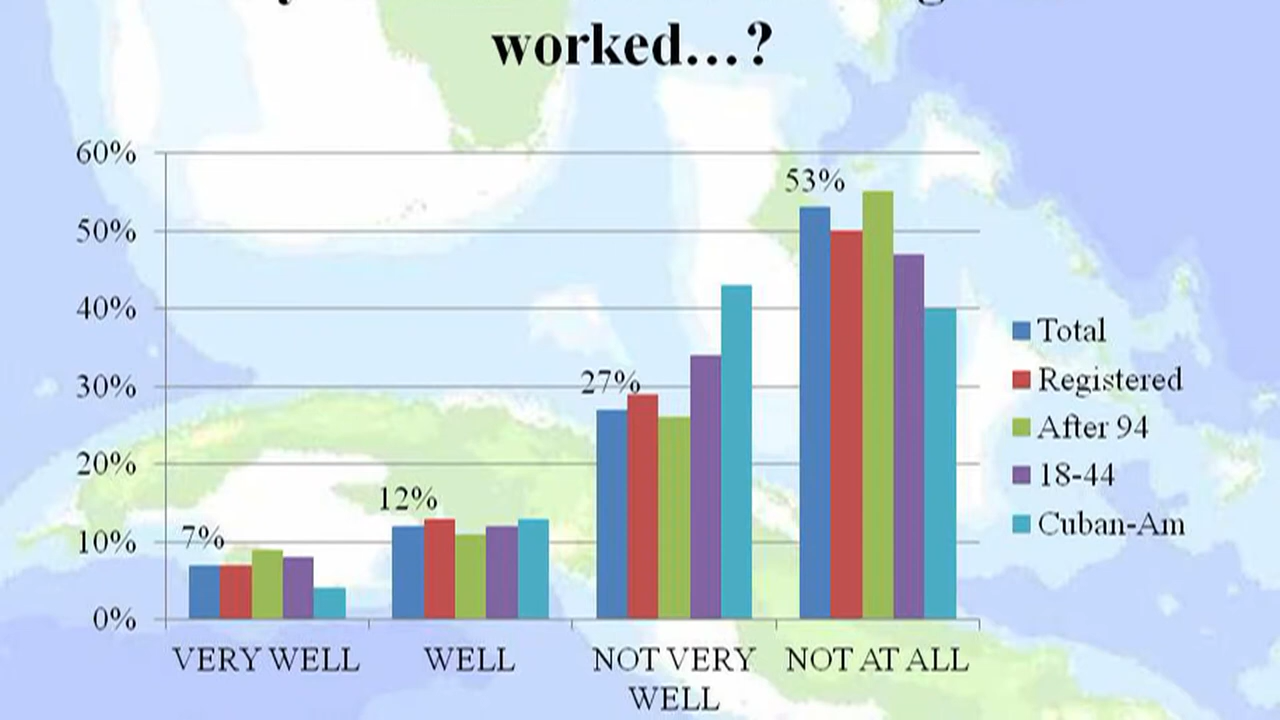 worked...?
60%
50%
40%
30%
20%
10%
0%
7%
12%
27%
53%
VERY WELL
WELL
NOT VERY
WELL
NOT AT ALL
Total
Registered
After 94
18-44
Cuban-Am